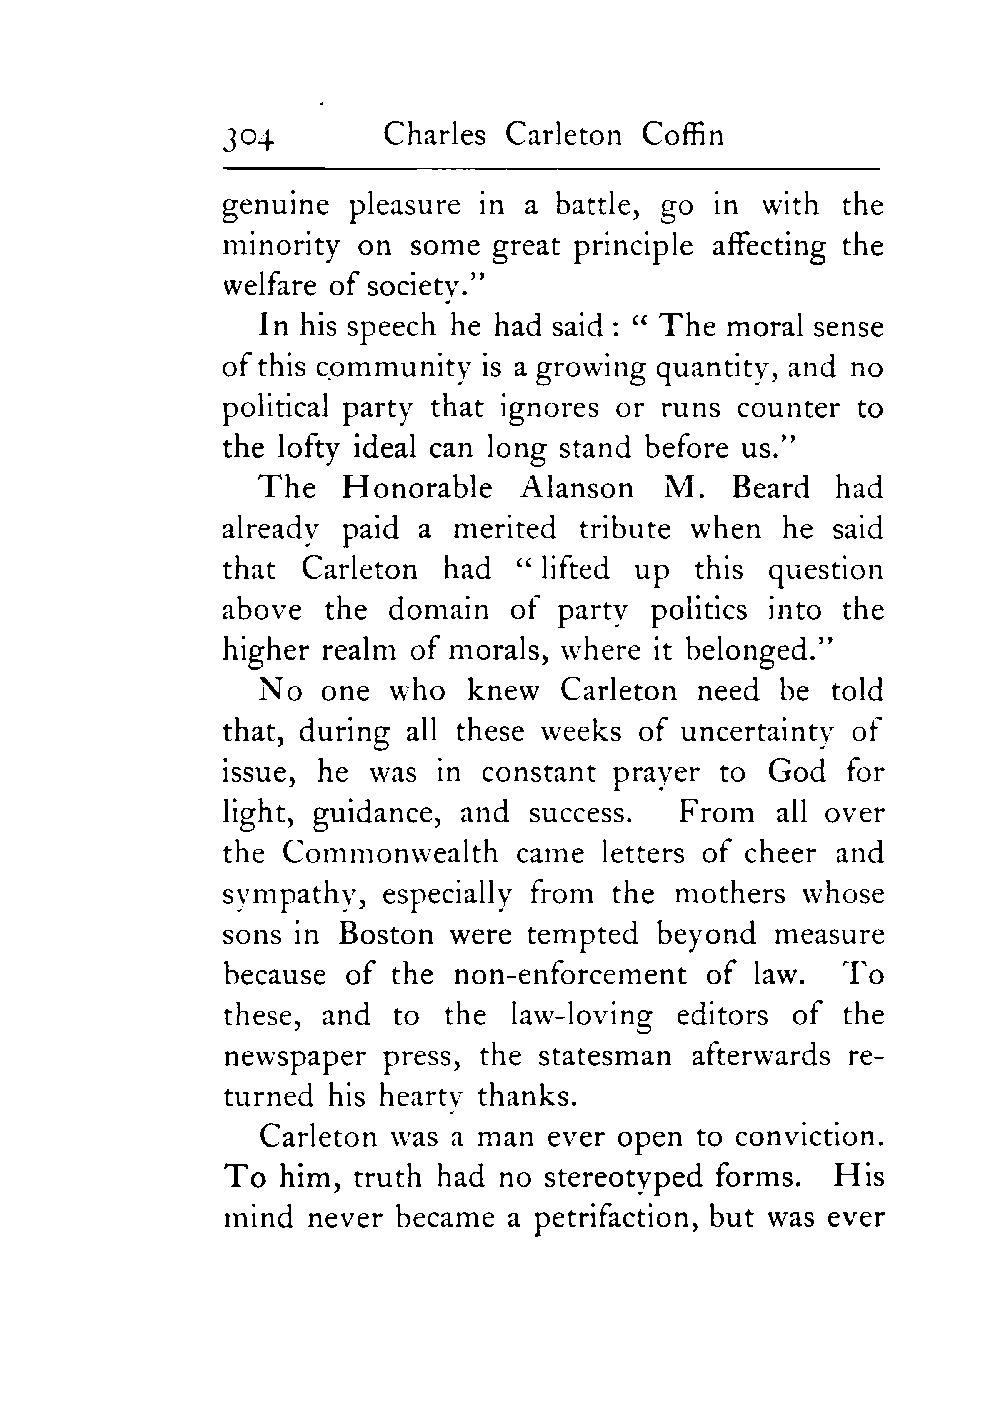 304 Charles Carleton Coffin
genuine pleasure in a battle, go in with the
minority on some great principle affecting the
welfare of society."
In his speech he had said : " The moral sense
of this community is a growing quantity, and no
political party that ignores or runs counter to
the lofty ideal can long stand before us."
The Honorable Alanson M. Beard had
already paid a merited tribute when he said
that Carleton had " lifted up this question
above the domain of party politics into the
higher realm of morals, where it belonged."
No one who knew Carleton need be told
that, during all these weeks of uncertainty of
issue, he was in constant prayer to God for
light, guidance, and success. From all over
the Commonwealth came letters of cheer and
sympathy, especially from the mothers whose
sons in Boston were tempted beyond measure
because of the non-enforcement of law. To
these, and to the law-loving editors of the
newspaper press, the statesman afterwards re-
turned his hearty thanks.
Carleton was a man ever open to conviction.
To him, truth had no stereotyped forms. His
mind never became a petrifaction, but was ever